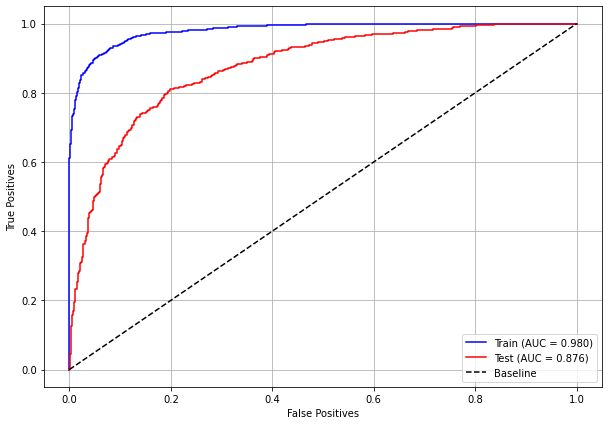 1.0
0.8
0.6
0.4
0.2
0.0
True Positives
0.0 0.2 0.4 0.6 0.8 1.0
False Positives
Train (AUC = 0.980)
Test (AUC = 0.876)
Baseline